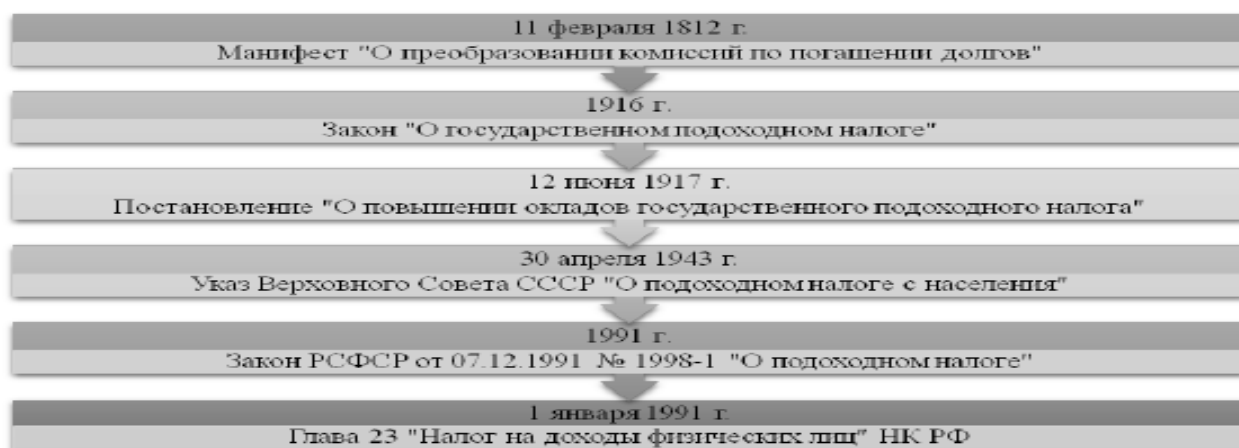 11 февраля 1812 г.
Манифест "О преобразовании комиссий по погашении долгов"
1916 г.
Закон "О государственном подоходном налоге"
12 июня 1917 г.
Постановление "О повышении окладов государственного подоходного налога"
30 апреля 1943 г.
Указ Верховного Совета СССР "О подоходном налоге с населения"
1991 г.
Закон РСФСР от 07.12.1991 № 1998-1 "О подоходном налоге"
1 января 1991 г.
Глава 23 "Налог на доходы физических лиц" НК РФ